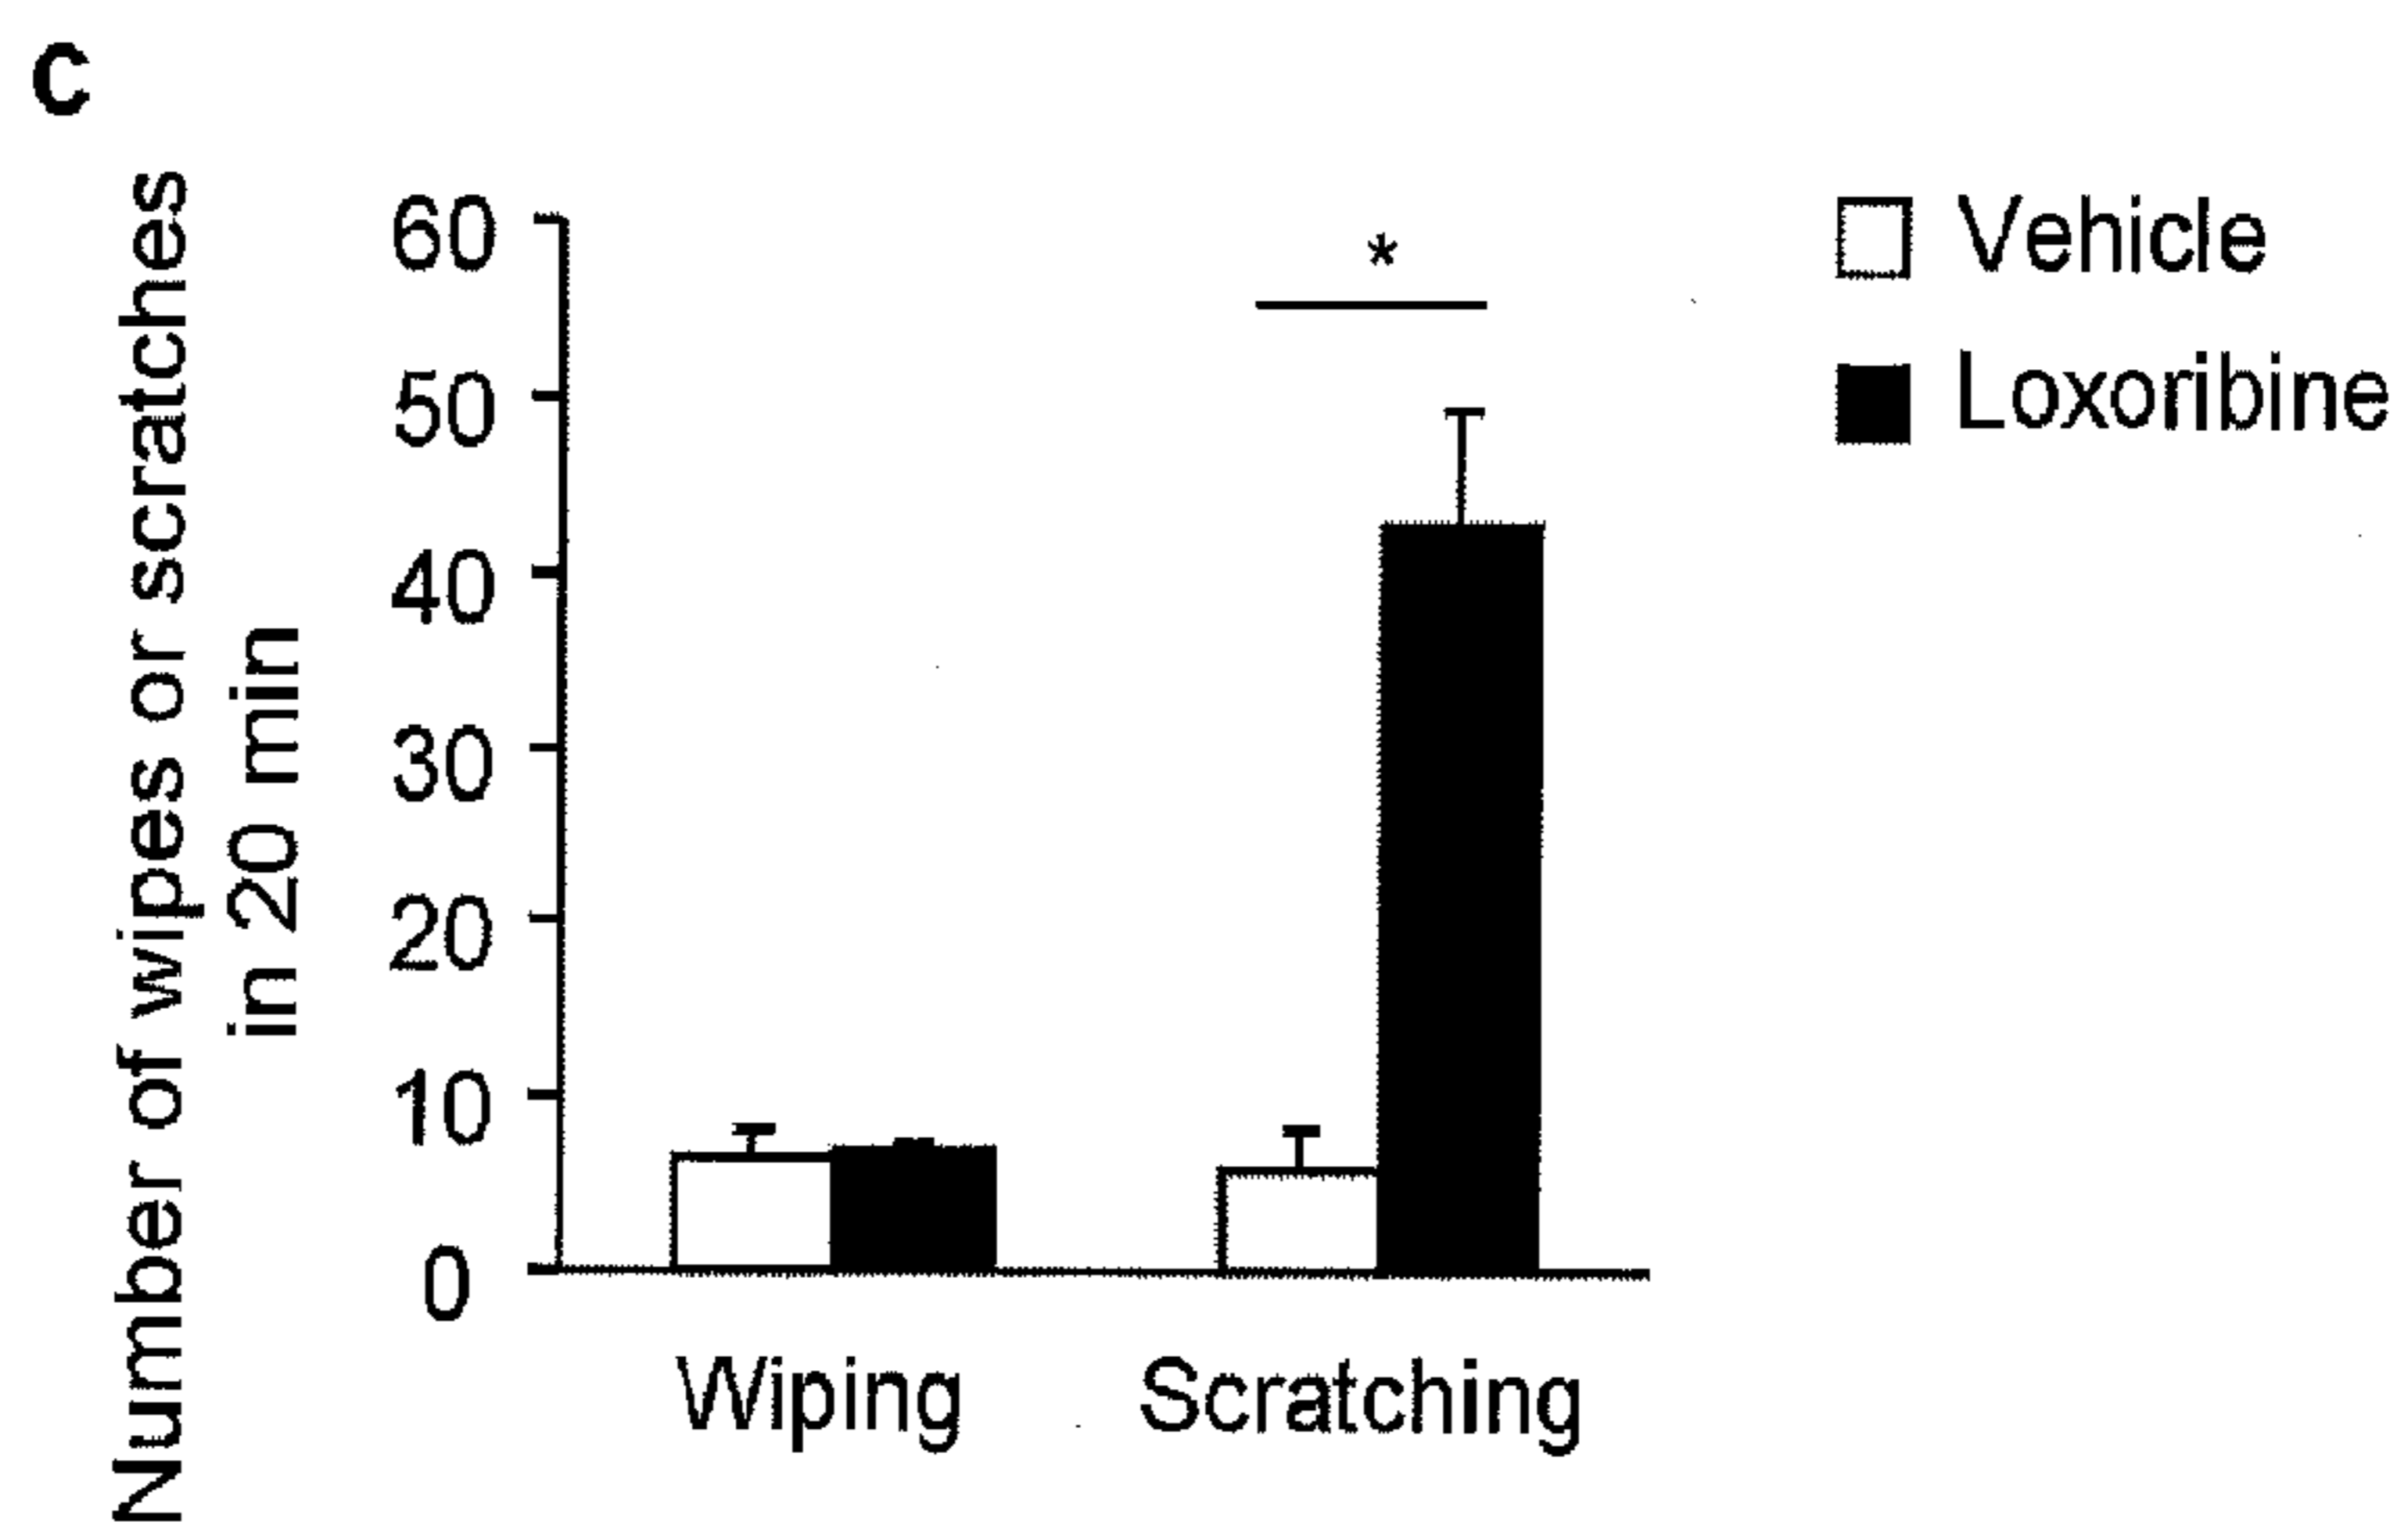 C
Number of wipes or scratches
in 20 min
60
50
40
30
20
10
0
*
Wiping
Scratching
Vehicle
Loxoribine